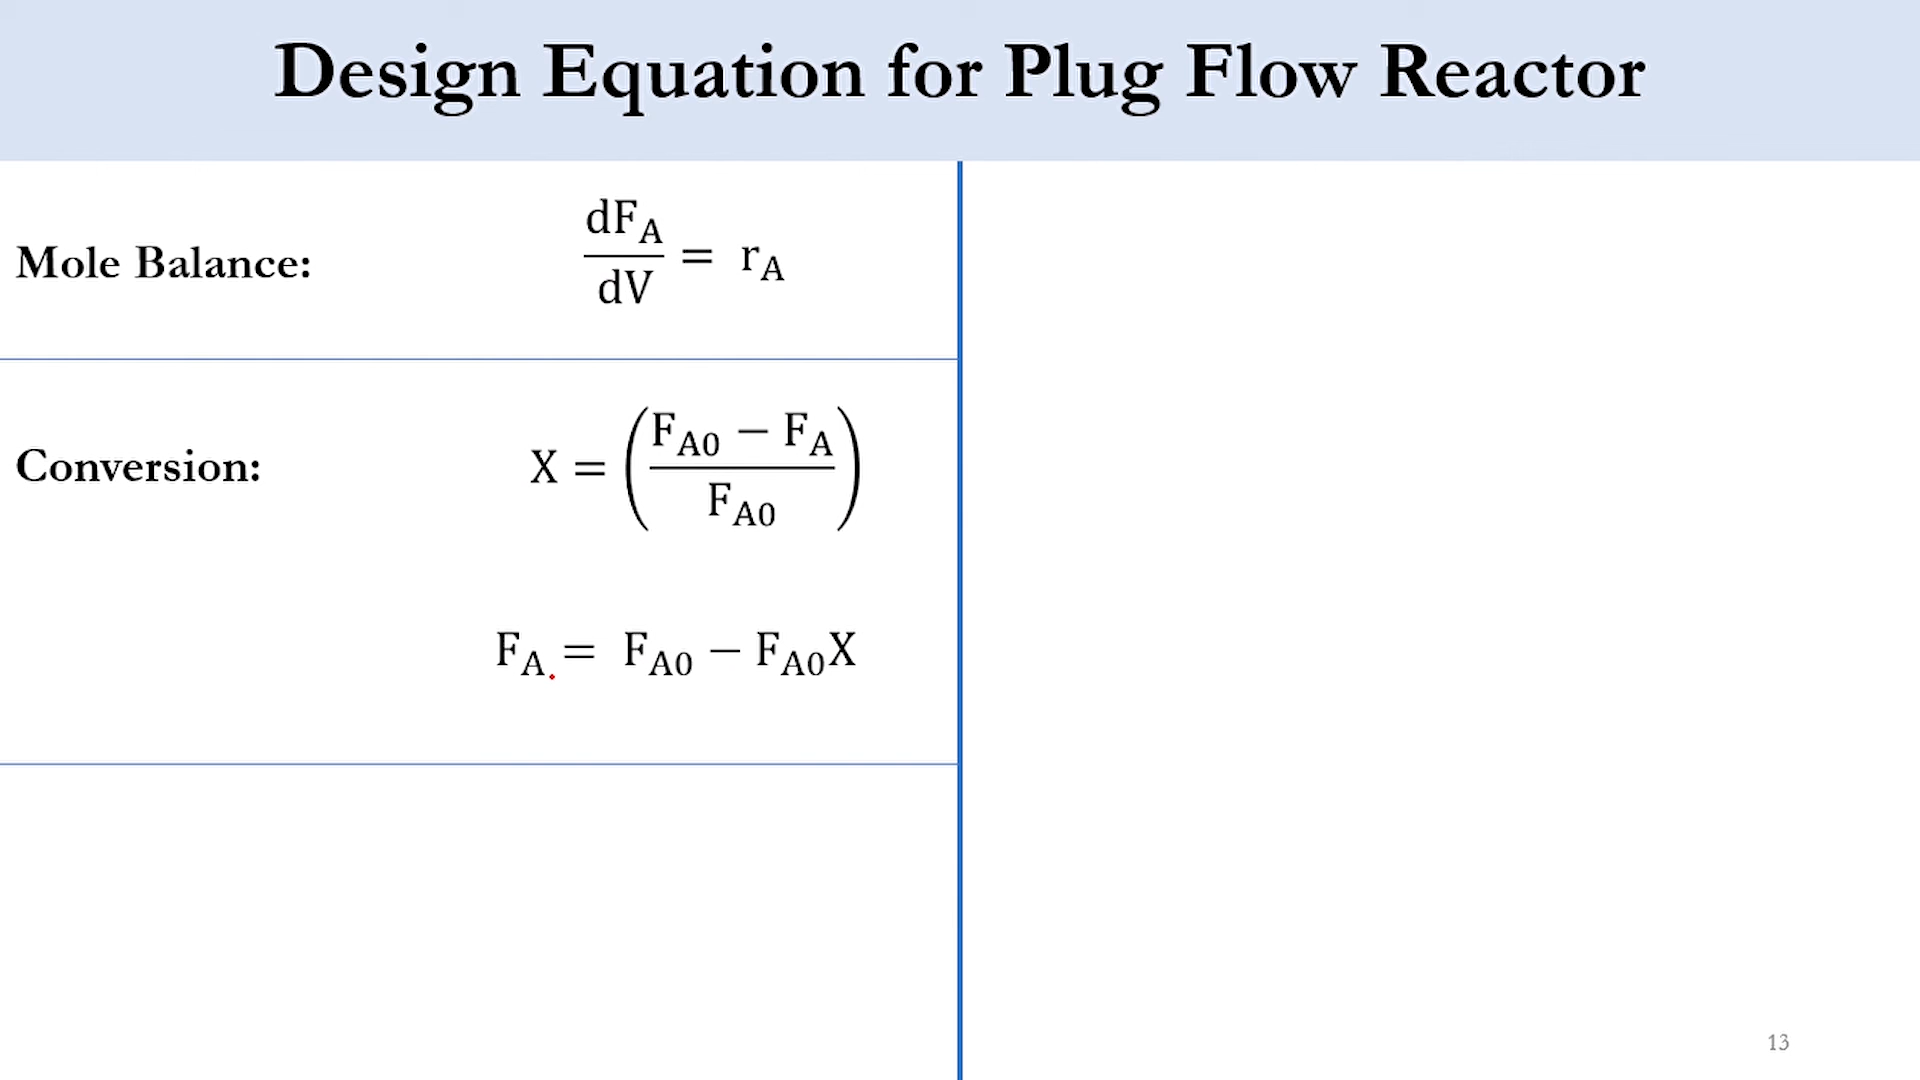 Design Equation for Plug Flow Reactor
Mole Balance: dF_A/dV = r_A
Conversion: X = ((F_A0 − F_A)/F_A0)
F_A = F_A0 − F_A0X
13